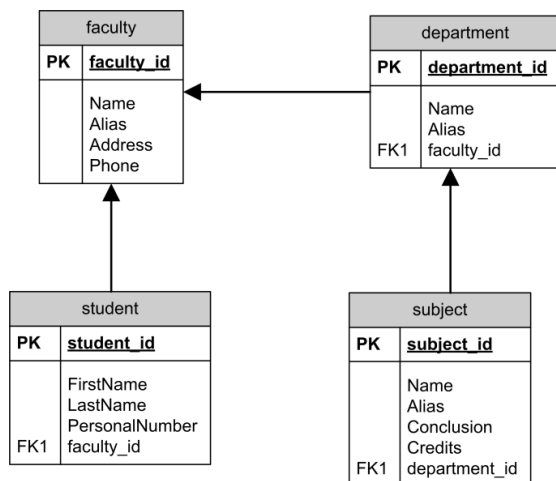 faculty
PK faculty_id
Name
Alias
Address
Phone
department
PK department_id
Name
Alias
FK1 faculty_id
student
PK student_id
FirstName
LastName
PersonalNumber
FK1 faculty_id
subject
PK subject_id
Name
Alias
Conclusion
Credits
FK1 department_id